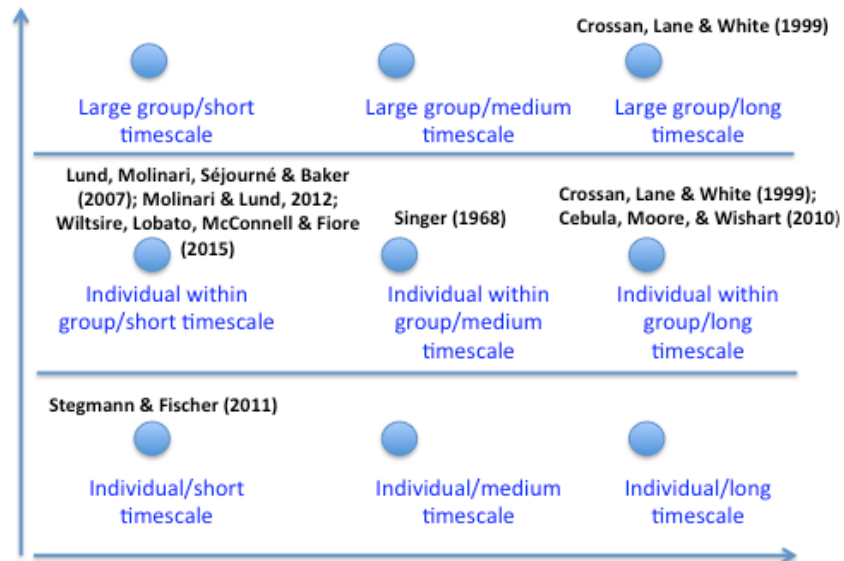 Crossan, Lane & White (1999)
Large group/short
timescale
Large group/medium
timescale
Large group/long
timescale
Lund, Molinari, Séjourné & Baker
(2007); Molinari & Lund, 2012;
Wiltsire, Lobato, McConnell & Fiore
(2015)
Singer (1968)
Crossan, Lane & White (1999);
Cebula, Moore, & Wishart (2010)
Individual within
group/short timescale
Individual within
group/medium
timescale
Individual within
group/long
timescale
Stegmann & Fischer (2011)
Individual/short
timescale
Individual/medium
timescale
Individual/long
timescale